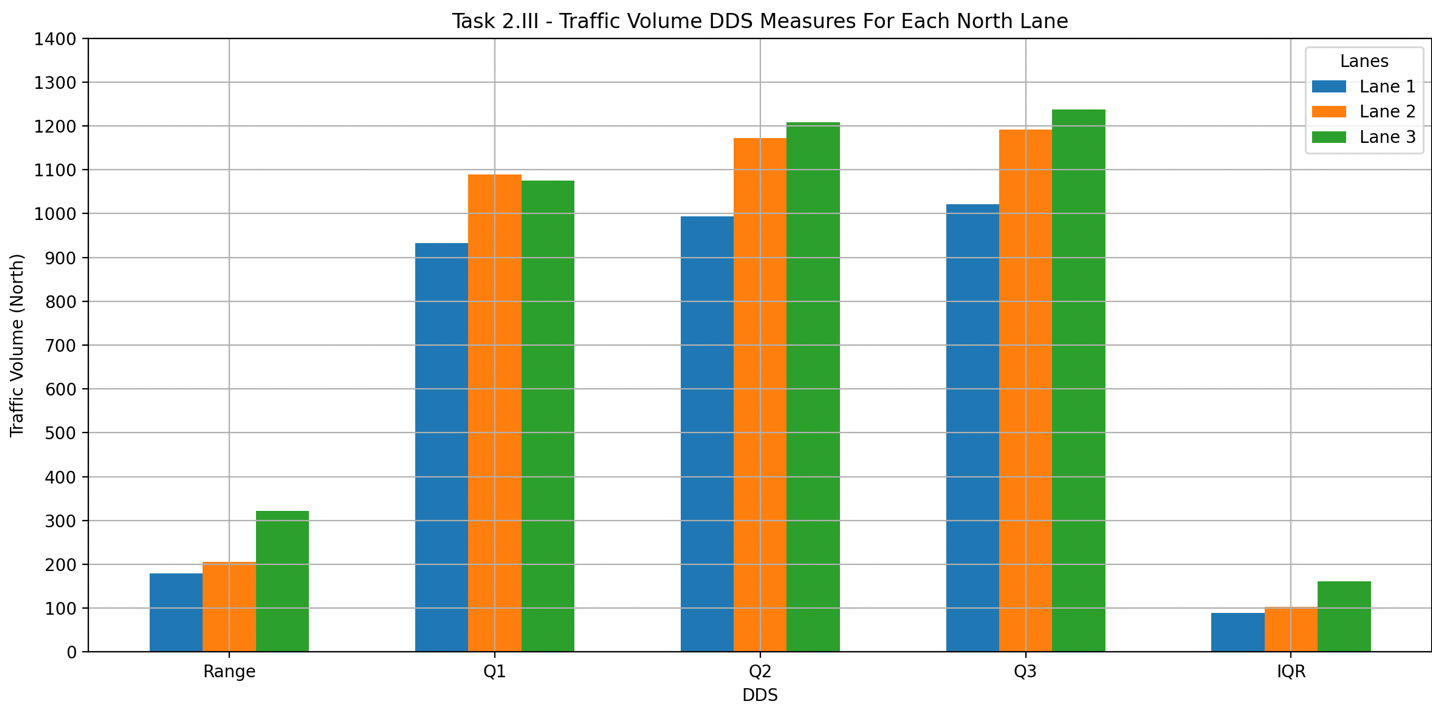 Task 2.III - Traffic Volume DDS Measures For Each North Lane
1400
1300
1200
1100
1000
900
800
700
600
500
400
300
200
100
0
Traffic Volume (North)
Lanes
Lane 1
Lane 2
Lane 3
Range
Q1
Q2
Q3
IQR
DDS